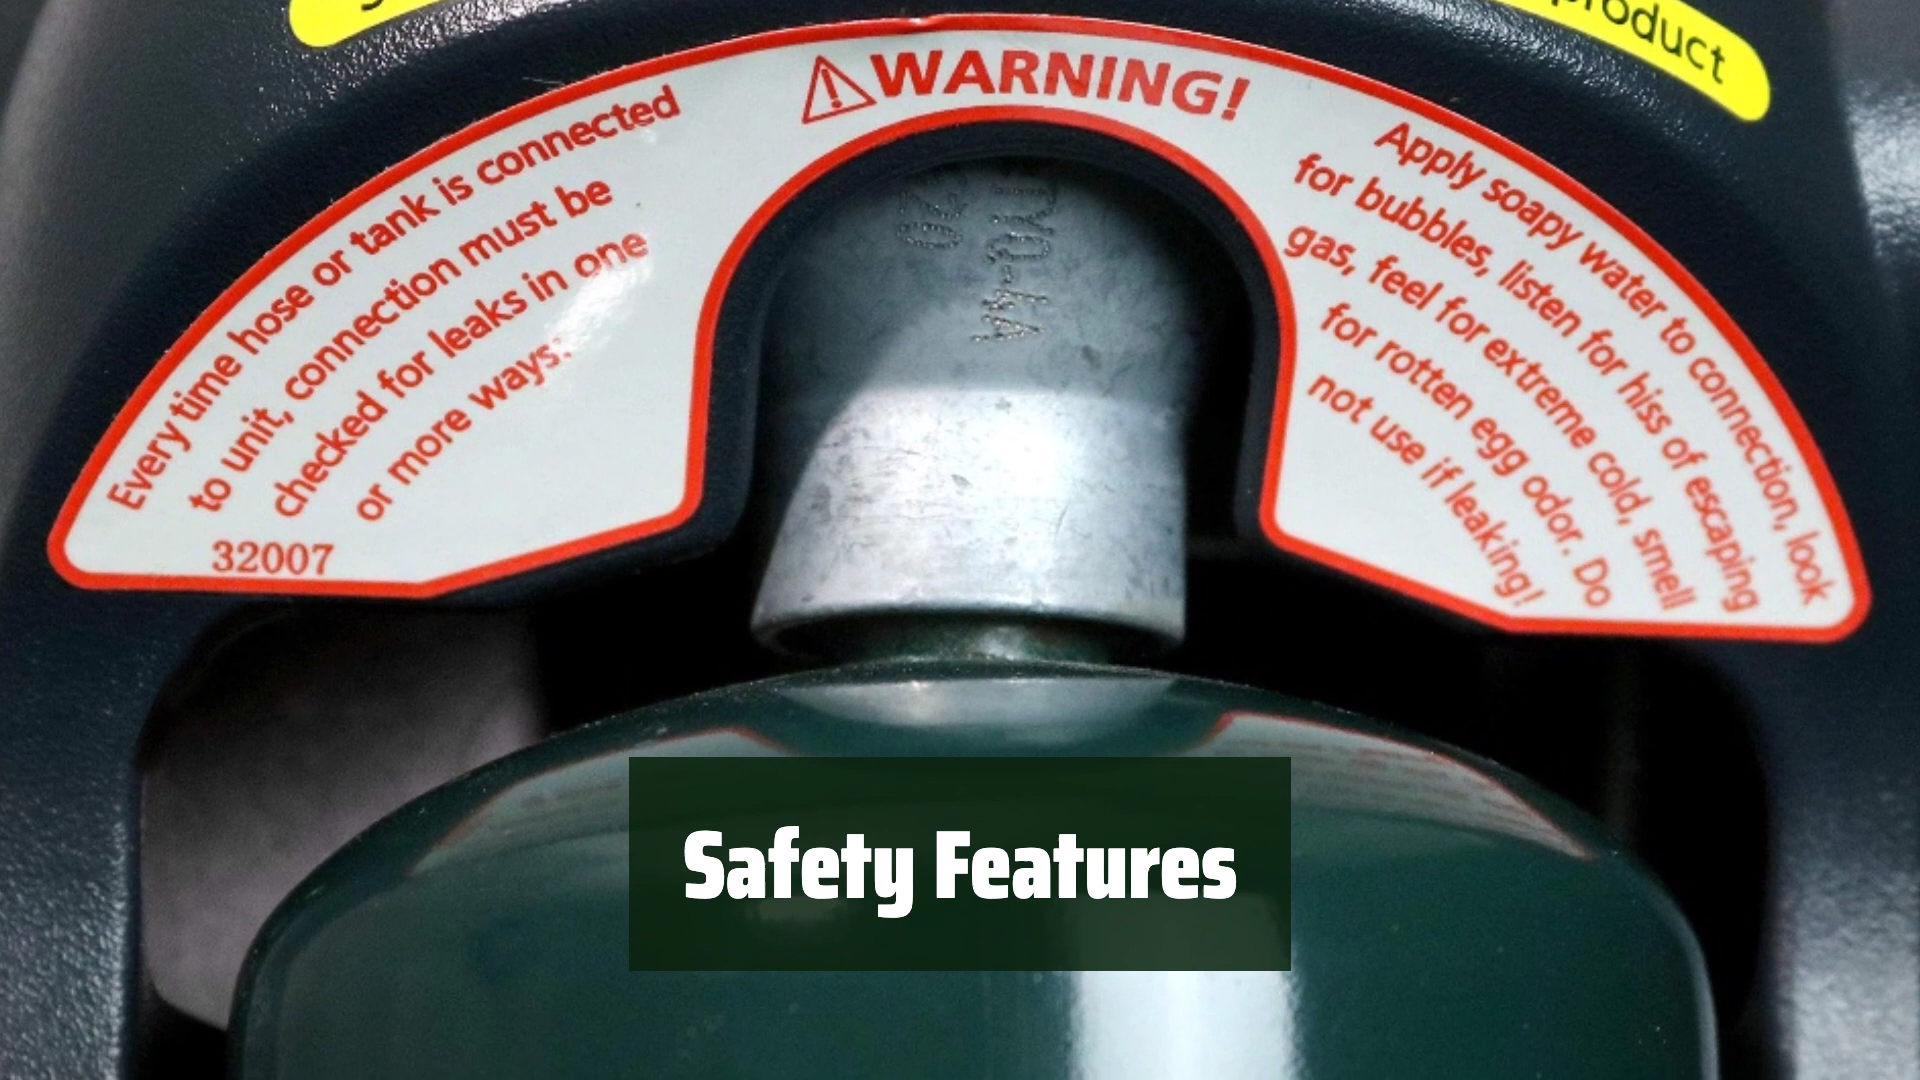 product
WARNING!
Every time hose or tank is connected
to unit, connection must be
checked for leaks in one
or more ways:
32007
Apply soapy water to connection, look
for bubbles, listen for hiss of escaping
gas, feel for extreme cold, smell
for rotten egg odor. Do
not use if leaking!
Safety Features